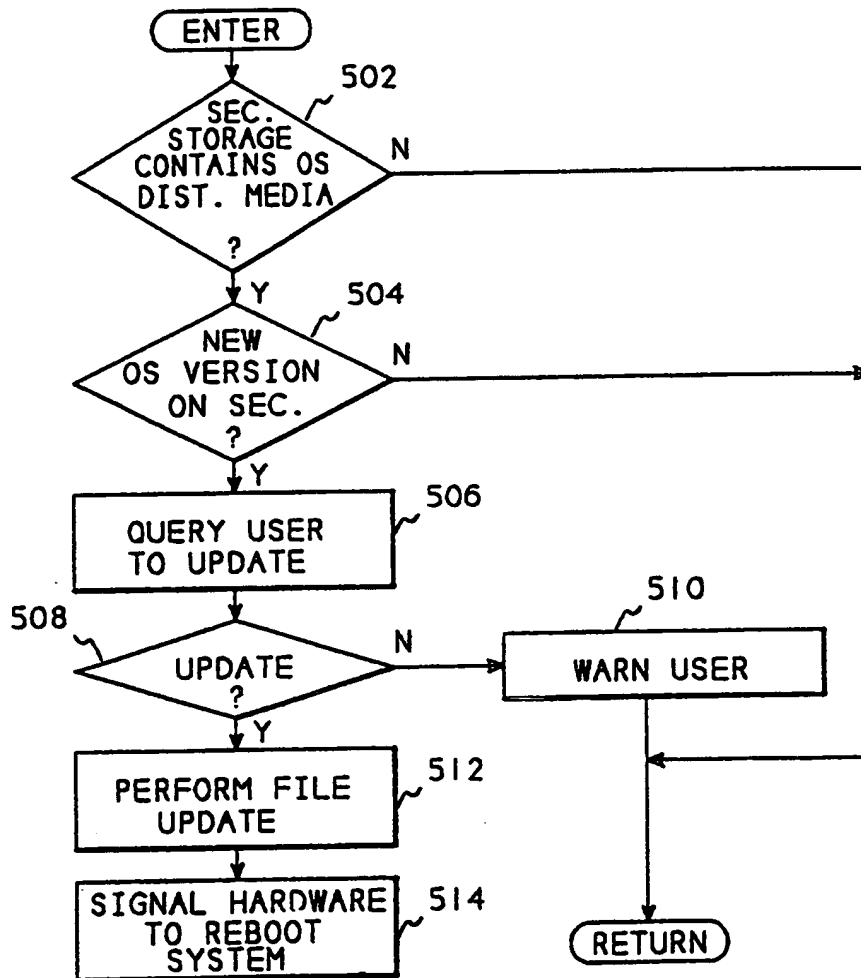 ENTER
502
SEC.
STORAGE
CONTAINS OS
DIST. MEDIA
?
N
Y
504
NEW
OS VERSION
ON SEC.
?
N
Y
506
QUERY USER
TO UPDATE
508
UPDATE
?
N
510
WARN USER
Y
512
PERFORM FILE
UPDATE
514
SIGNAL HARDWARE
TO REBOOT
SYSTEM
RETURN